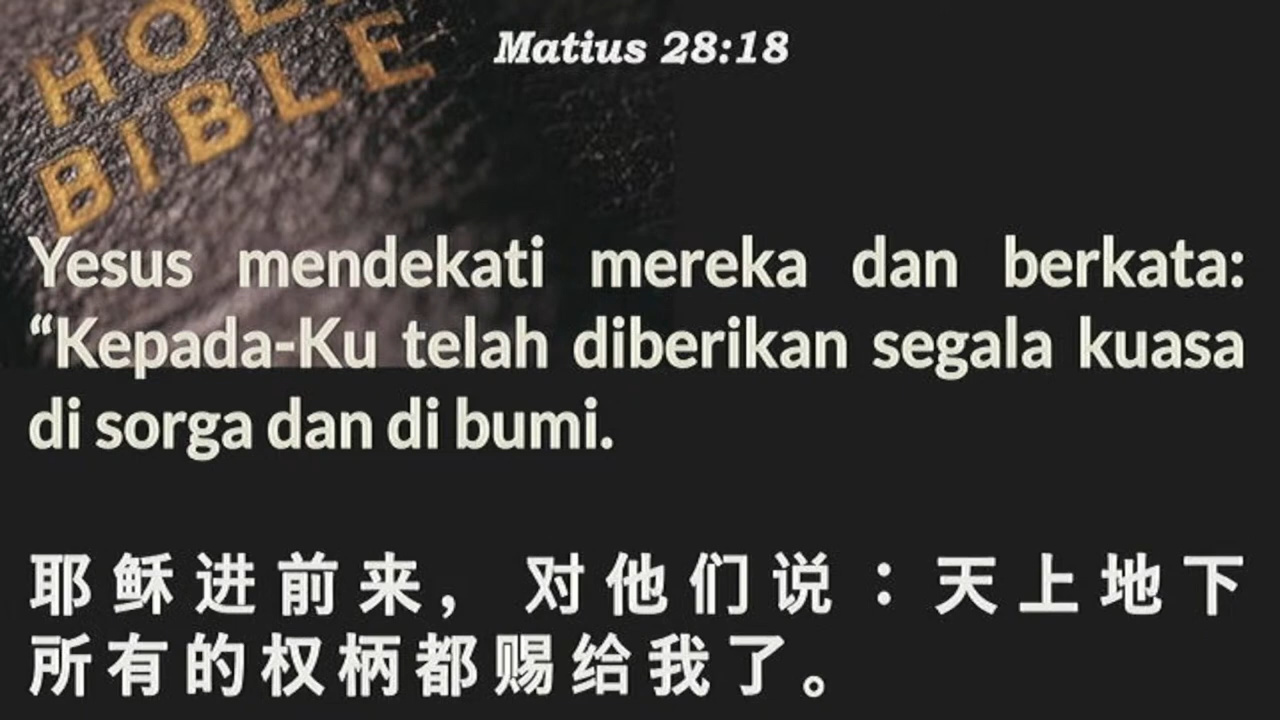 HOL
BIBLE
Matius 28:18
Yesus mendekati mereka dan berkata:
“Kepada-Ku telah diberikan segala kuasa
di sorga dan di bumi.
耶稣进前来，对他们说：天上地下
所有的权柄都赐给我了。